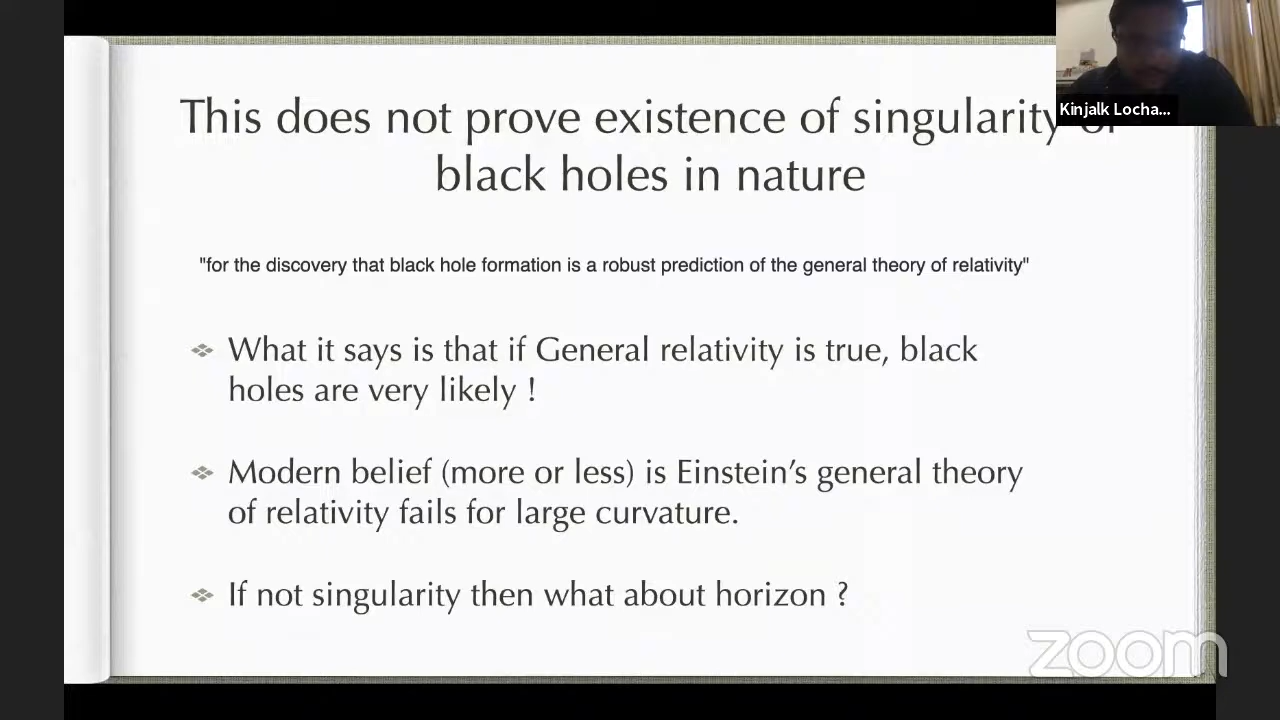 This does not prove existence of singularity or
black holes in nature
Kinjalk Locha...
"for the discovery that black hole formation is a robust prediction of the general theory of relativity"
What it says is that if General relativity is true, black
holes are very likely !
Modern belief (more or less) is Einstein’s general theory
of relativity fails for large curvature.
If not singularity then what about horizon ?
zoom